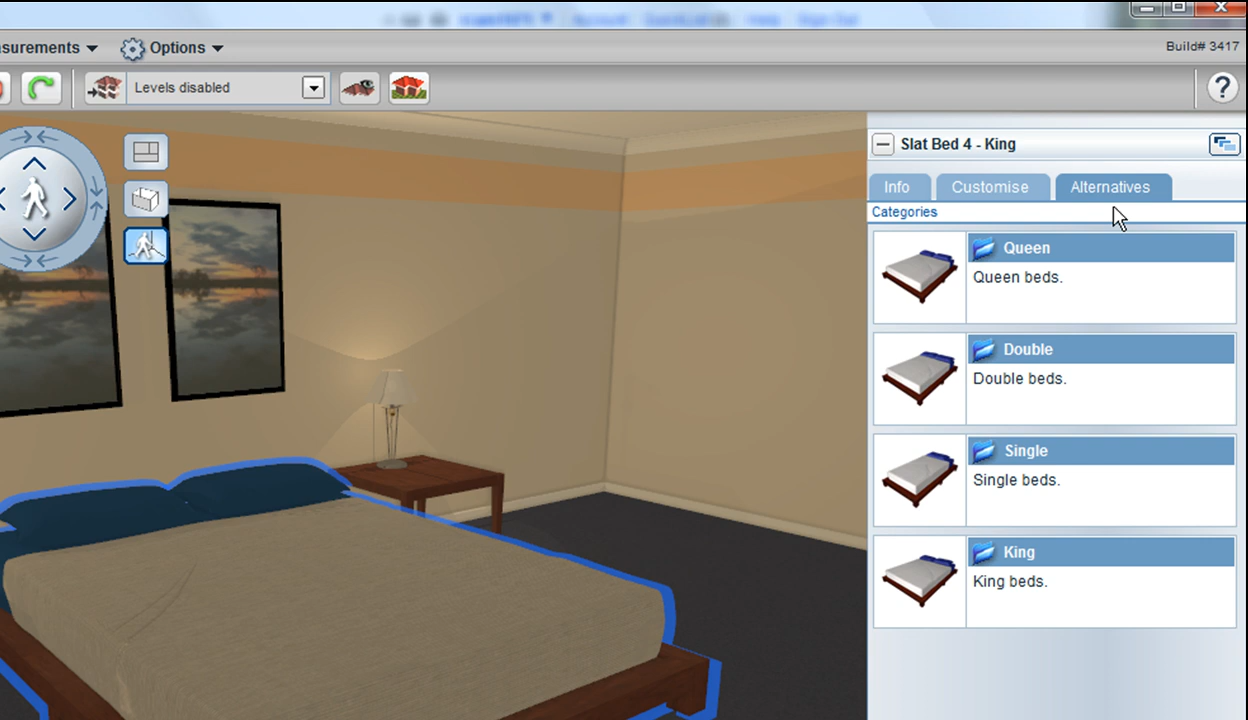 asurements
Options
Build# 3417
Levels disabled
?
Slat Bed 4 - King
Info
Customise
Alternatives
Categories
Queen
Queen beds.
Double
Double beds.
Single
Single beds.
King
King beds.